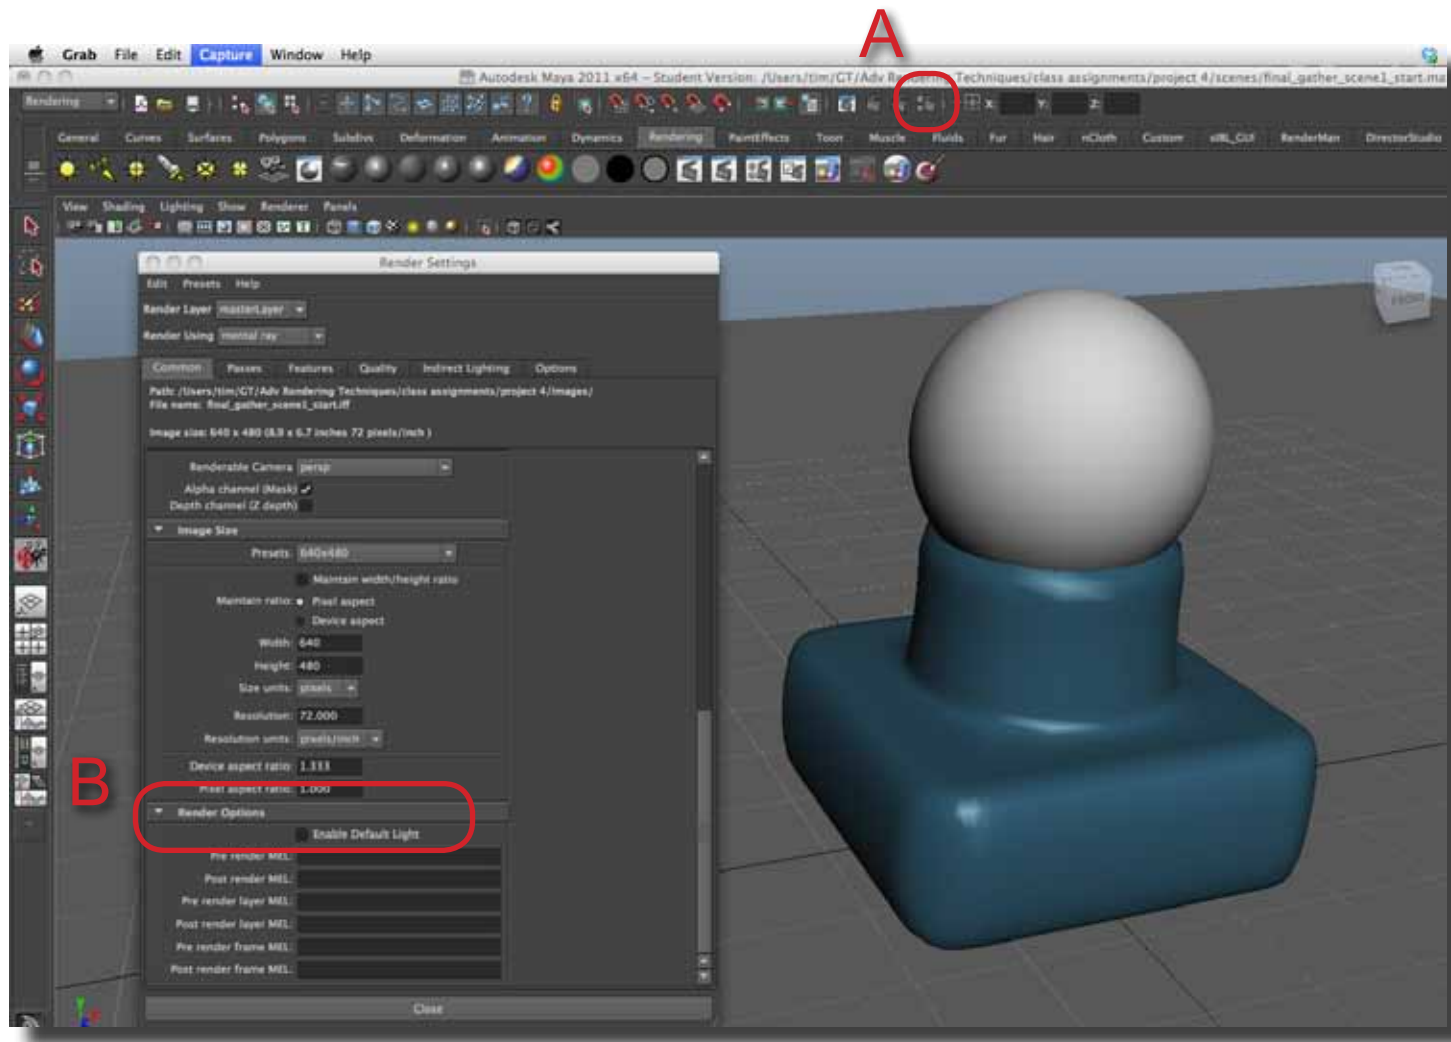 A
Grab File Edit Capture Window Help
Autodesk Maya 2011 x64 – Student Version: /Users/tim/GT/Adv Rendering Techniques/class assignments/project 4/scenes/final_gather_scene1_start.ma
Rendering X: Y: Z:
General Curves Surfaces Polygons Subdivs Deformation Animation Dynamics Rendering PaintEffects Toon Muscle Fluids Fur Hair nCloth Custom sIBL_GUI RenderMan DirectorStudio
View Shading Lighting Show Renderer Panels
Render Settings
Edit Presets Help
Render Layer masterLayer
Render Using mental ray
Common Passes Features Quality Indirect Lighting Options
Path: /Users/tim/GT/Adv Rendering Techniques/class assignments/project 4/images/
File name: final_gather_scene1_start.iff
Image size: 640 x 480 (8.9 x 6.7 inches 72 pixels/inch )
Renderable Camera persp
Alpha channel (Mask)
Depth channel (Z depth)
Image Size
Presets: 640x480
Maintain width/height ratio
Maintain ratio: Pixel aspect
Device aspect
Width: 640
Height: 480
Size units: pixels
Resolution: 72.000
Resolution units: pixels/inch
Device aspect ratio: 1.333
Pixel aspect ratio: 1.000
B
Render Options
Enable Default Light
Pre render MEL:
Post render MEL:
Pre render layer MEL:
Post render layer MEL:
Pre render frame MEL:
Post render frame MEL:
Close
FRONT